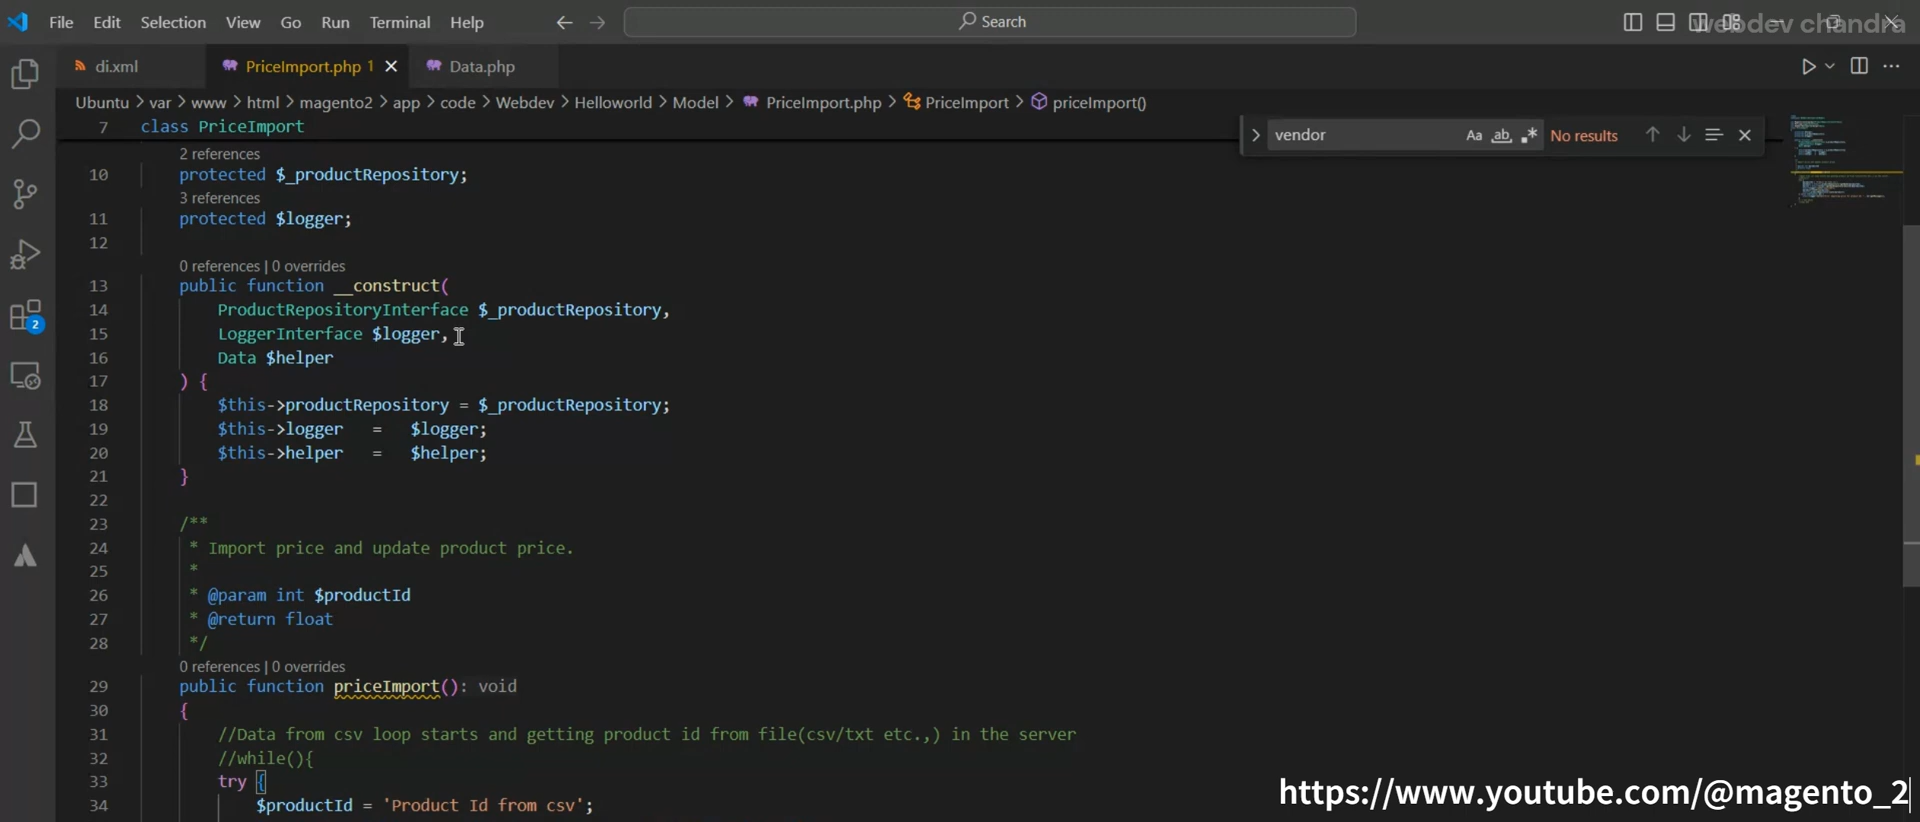 File Edit Selection View Go Run Terminal Help Search webdev chandra
di.xml PriceImport.php 1 Data.php
Ubuntu > var > www > html > magento2 > app > code > Webdev > Helloworld > Model > PriceImport.php > PriceImport > priceImport()
7 class PriceImport
vendor Aa ab .* No results
2 references
10 protected $_productRepository;
3 references
11 protected $logger;
12
0 references | 0 overrides
13 public function __construct(
14 ProductRepositoryInterface $_productRepository,
15 LoggerInterface $logger,
16 Data $helper
17 ) {
18 $this->productRepository = $_productRepository;
19 $this->logger = $logger;
20 $this->helper = $helper;
21 }
22
23 /**
24 * Import price and update product price.
25 *
26 * @param int $productId
27 * @return float
28 */
0 references | 0 overrides
29 public function priceImport(): void
30 {
31 //Data from csv loop starts and getting product id from file(csv/txt etc.,) in the server
32 //while(){
33 try {
34 $productId = 'Product Id from csv';
2
https://www.youtube.com/@magento_2